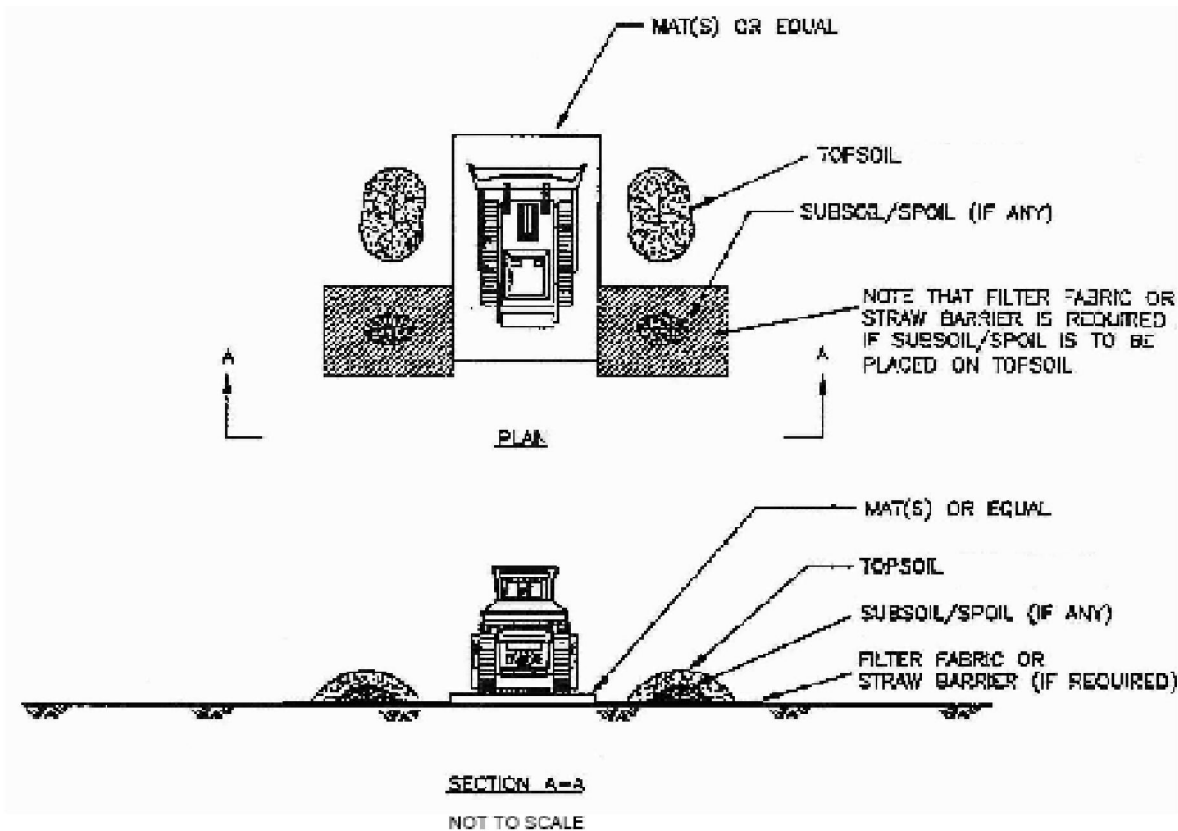 MAT(S) OR EQUAL
TOPSOIL
SUBSOIL/SPOIL (IF ANY)
NOTE THAT FILTER FABRIC OR
STRAW BARRIER IS REQUIRED
IF SUBSOIL/SPOIL IS TO BE
PLACED ON TOPSOIL
A
A
PLAN
MAT(S) OR EQUAL
TOPSOIL
SUBSOIL/SPOIL (IF ANY)
FILTER FABRIC OR
STRAW BARRIER (IF REQUIRED)
SECTION A-A
NOT TO SCALE